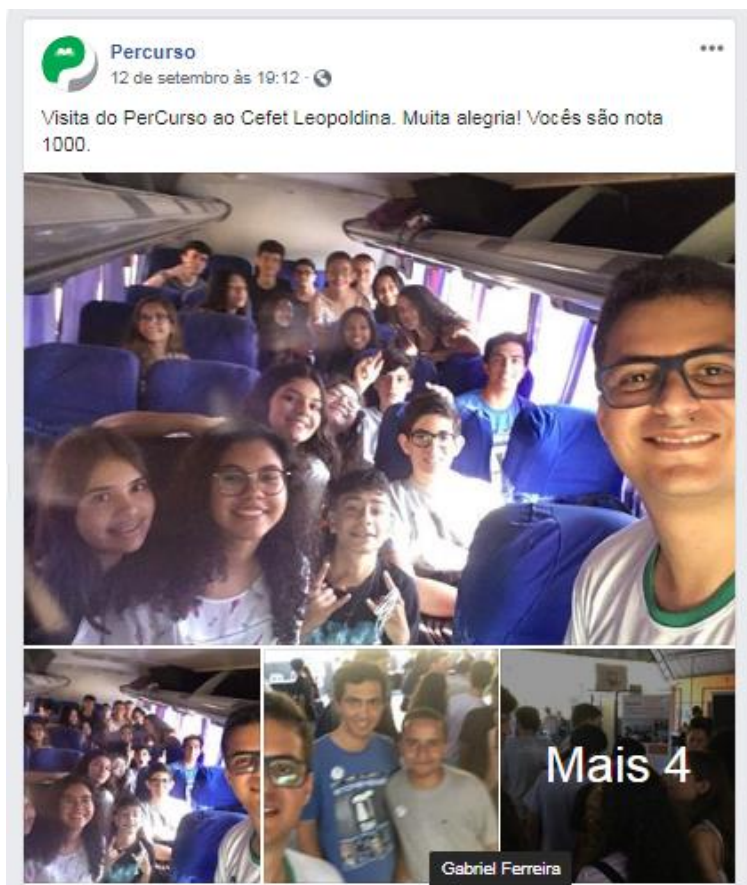 Percurso
12 de setembro às 19:12 ·
Visita do PerCurso ao Cefet Leopoldina. Muita alegria! Vocês são nota
1000.
Mais 4
Gabriel Ferreira